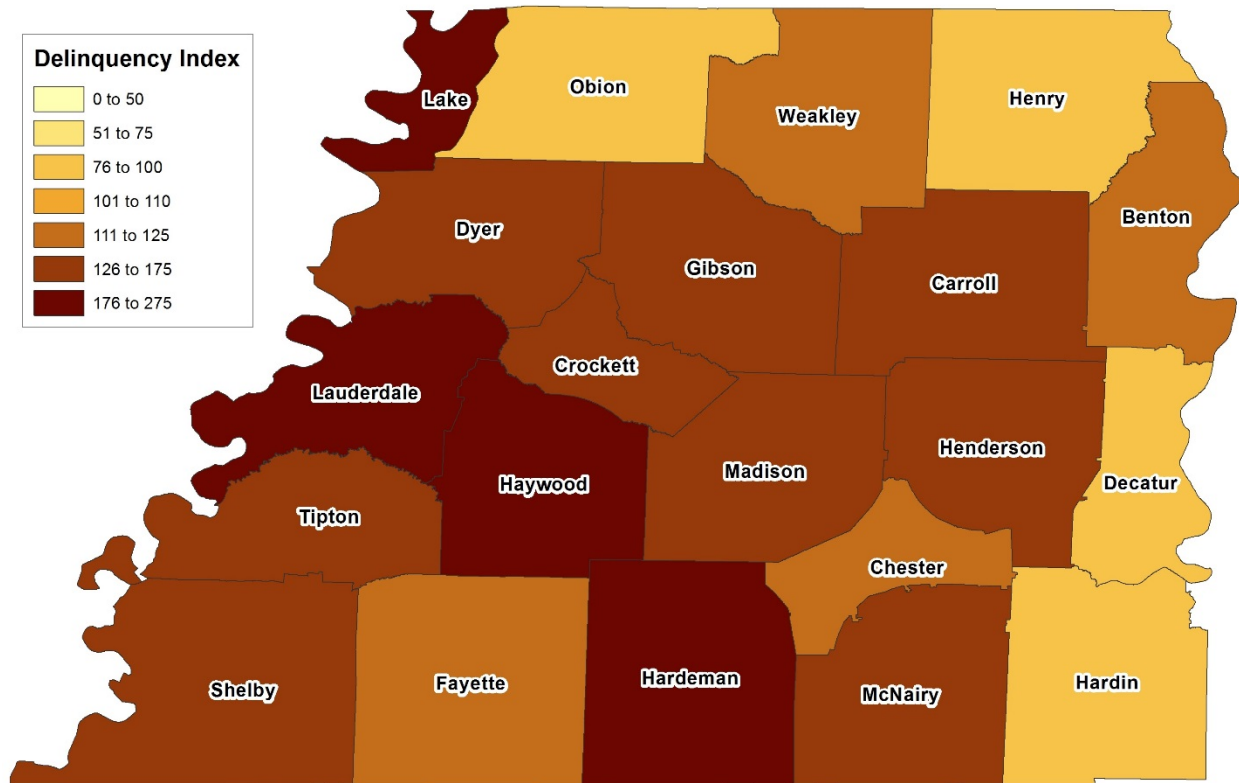 Delinquency Index
0 to 50
51 to 75
76 to 100
101 to 110
111 to 125
126 to 175
176 to 275
Lake
Obion
Weakley
Henry
Benton
Dyer
Gibson
Carroll
Crockett
Lauderdale
Haywood
Madison
Henderson
Decatur
Tipton
Chester
Shelby
Fayette
Hardeman
McNairy
Hardin